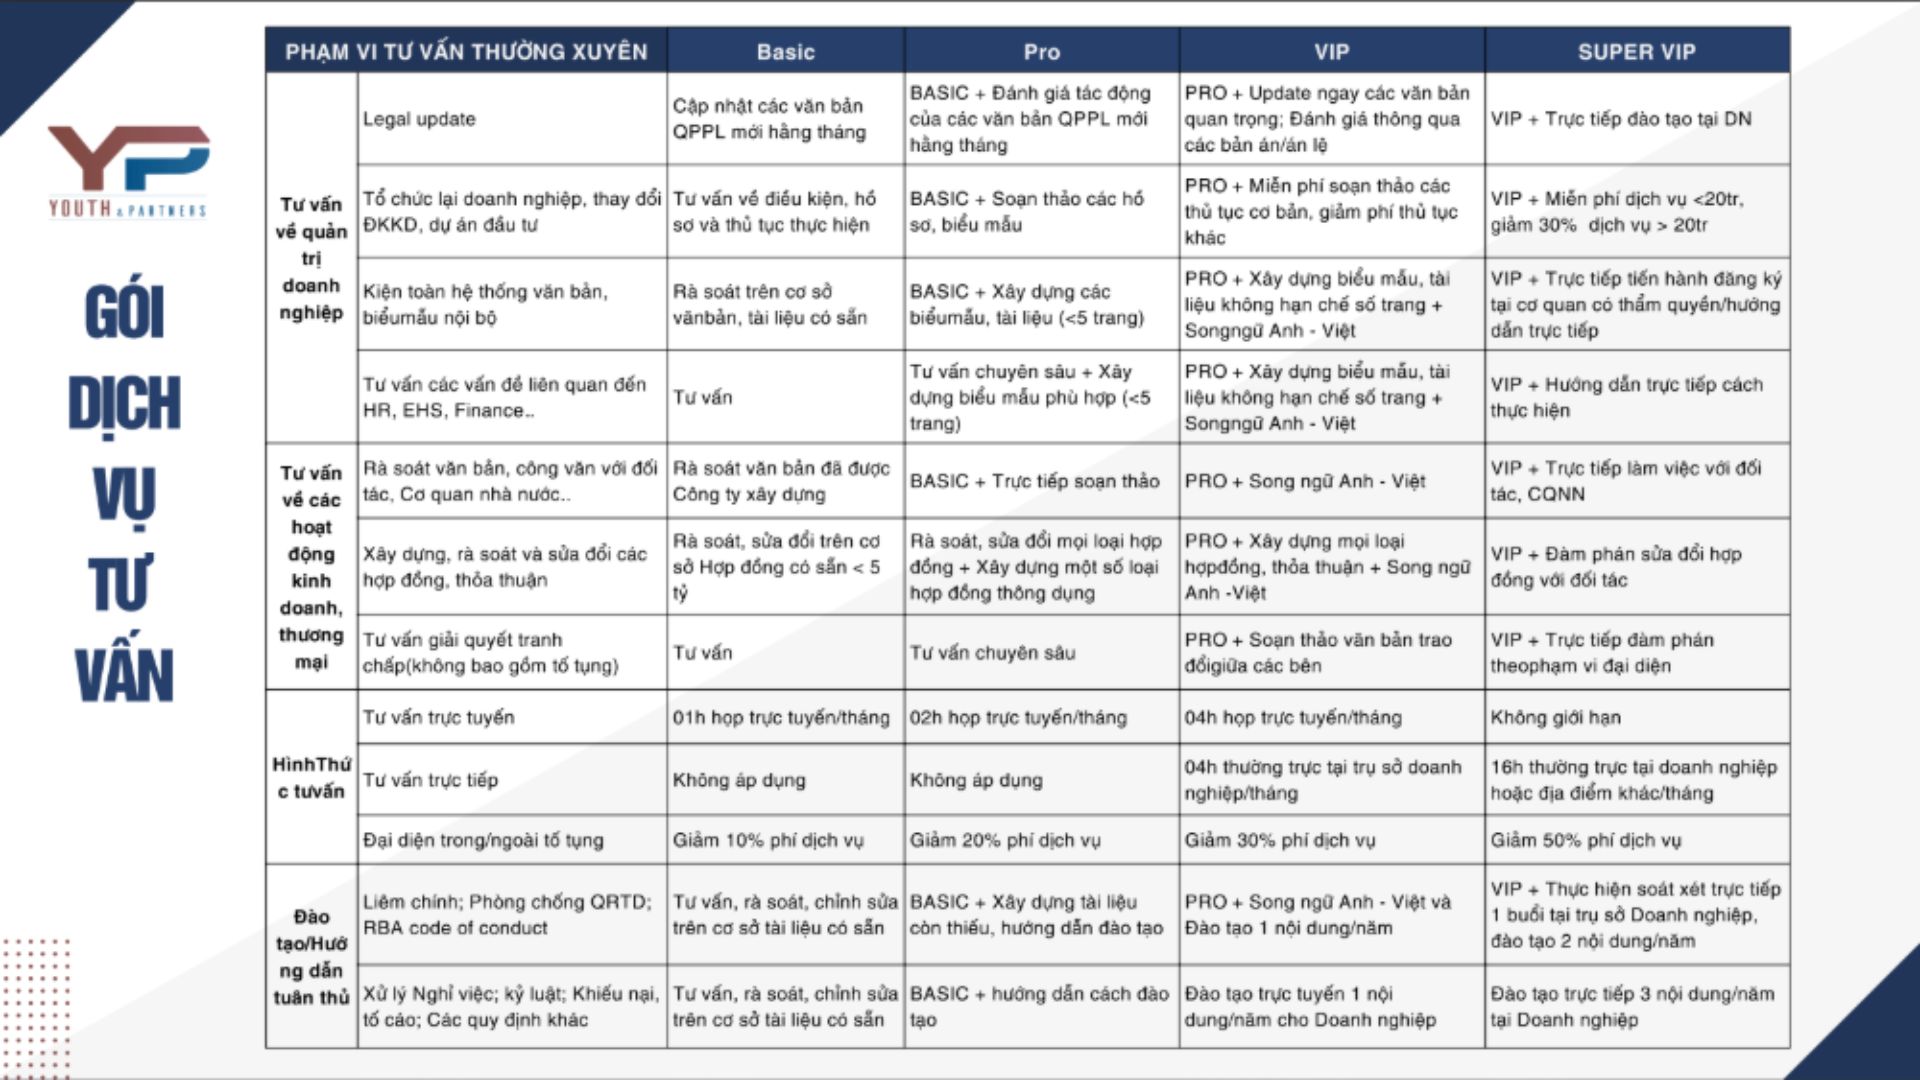 YP
YOUTH & PARTNERS
GÓI
DỊCH
VỤ
TƯ
VẤN
PHẠM VI TƯ VẤN THƯỜNG XUYÊN
Basic
Pro
VIP
SUPER VIP
Tư vấn
về quản
trị
doanh
nghiệp
Legal update
Cập nhật các văn bản
QPPL mới hằng tháng
BASIC + Đánh giá tác động
của các văn bản QPPL mới
hằng tháng
PRO + Update ngay các văn bản
quan trọng; Đánh giá thông qua
các bản án/án lệ
VIP + Trực tiếp đào tạo tại DN
Tổ chức lại doanh nghiệp, thay đổi
ĐKKD, dự án đầu tư
Tư vấn về điều kiện, hồ
sơ và thủ tục thực hiện
BASIC + Soạn thảo các hồ
sơ, biểu mẫu
PRO + Miễn phí soạn thảo các
thủ tục cơ bản, giảm phí thủ tục
khác
VIP + Miễn phí dịch vụ <20tr,
giảm 30% dịch vụ > 20tr
Kiện toàn hệ thống văn bản,
biểumẫu nội bộ
Rà soát trên cơ sở
vănbản, tài liệu có sẵn
BASIC + Xây dựng các
biểumẫu, tài liệu (<5 trang)
PRO + Xây dựng biểu mẫu, tài
liệu không hạn chế số trang +
Songngữ Anh - Việt
VIP + Trực tiếp tiến hành đăng ký
tại cơ quan có thẩm quyền/hướng
dẫn trực tiếp
Tư vấn các vấn đề liên quan đến
HR, EHS, Finance..
Tư vấn
Tư vấn chuyên sâu + Xây
dựng biểu mẫu phù hợp (<5
trang)
PRO + Xây dựng biểu mẫu, tài
liệu không hạn chế số trang +
Songngữ Anh - Việt
VIP + Hướng dẫn trực tiếp cách
thực hiện
Tư vấn
về các
hoạt
động
kinh
doanh,
thương
mại
Rà soát văn bản, công văn với đối
tác, Cơ quan nhà nước..
Rà soát văn bản đã được
Công ty xây dựng
BASIC + Trực tiếp soạn thảo
PRO + Song ngữ Anh - Việt
VIP + Trực tiếp làm việc với đối
tác, CQNN
Xây dựng, rà soát và sửa đổi các
hợp đồng, thỏa thuận
Rà soát, sửa đổi trên cơ
sở Hợp đồng có sẵn < 5
tỷ
Rà soát, sửa đổi mọi loại hợp
đồng + Xây dựng một số loại
hợp đồng thông dụng
PRO + Xây dựng mọi loại
hợpđồng, thỏa thuận + Song ngữ
Anh -Việt
VIP + Đàm phán sửa đổi hợp
đồng với đối tác
Tư vấn giải quyết tranh
chấp(không bao gồm tố tụng)
Tư vấn
Tư vấn chuyên sâu
PRO + Soạn thảo văn bản trao
đổigiữa các bên
VIP + Trực tiếp đàm phán
theophạm vi đại diện
HìnhThứ
c tưvấn
Tư vấn trực tuyến
01h họp trực tuyến/tháng
02h họp trực tuyến/tháng
04h họp trực tuyến/tháng
Không giới hạn
Tư vấn trực tiếp
Không áp dụng
Không áp dụng
04h thường trực tại trụ sở doanh
nghiệp/tháng
16h thường trực tại doanh nghiệp
hoặc địa điểm khác/tháng
Đại diện trong/ngoài tố tụng
Giảm 10% phí dịch vụ
Giảm 20% phí dịch vụ
Giảm 30% phí dịch vụ
Giảm 50% phí dịch vụ
Đào
tạo/Hướ
ng dẫn
tuân thủ
Liêm chính; Phòng chống QRTD;
RBA code of conduct
Tư vấn, rà soát, chỉnh sửa
trên cơ sở tài liệu có sẵn
BASIC + Xây dựng tài liệu
còn thiếu, hướng dẫn đào tạo
PRO + Song ngữ Anh - Việt và
Đào tạo 1 nội dung/năm
VIP + Thực hiện soát xét trực tiếp
1 buổi tại trụ sở Doanh nghiệp,
đào tạo 2 nội dung/năm
Xử lý Nghỉ việc; kỷ luật; Khiếu nại,
tố cáo; Các quy định khác
Tư vấn, rà soát, chỉnh sửa
trên cơ sở tài liệu có sẵn
BASIC + hướng dẫn cách đào
tạo
Đào tạo trực tuyến 1 nội
dung/năm cho Doanh nghiệp
Đào tạo trực tiếp 3 nội dung/năm
tại Doanh nghiệp